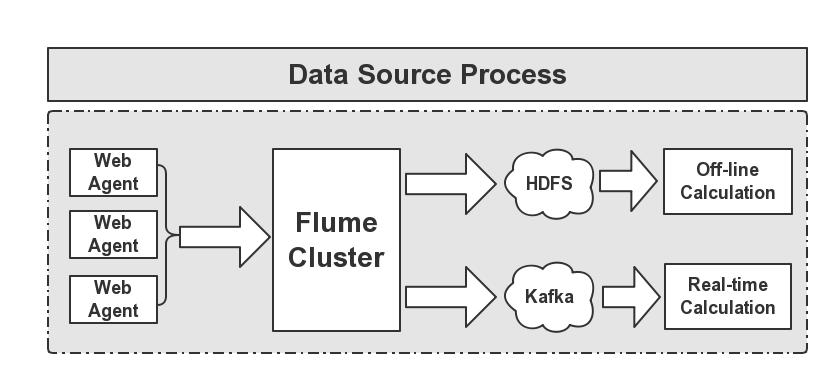 Data Source Process
Web
Agent
Web
Agent
Web
Agent
Flume
Cluster
HDFS
Off-line
Calculation
Kafka
Real-time
Calculation